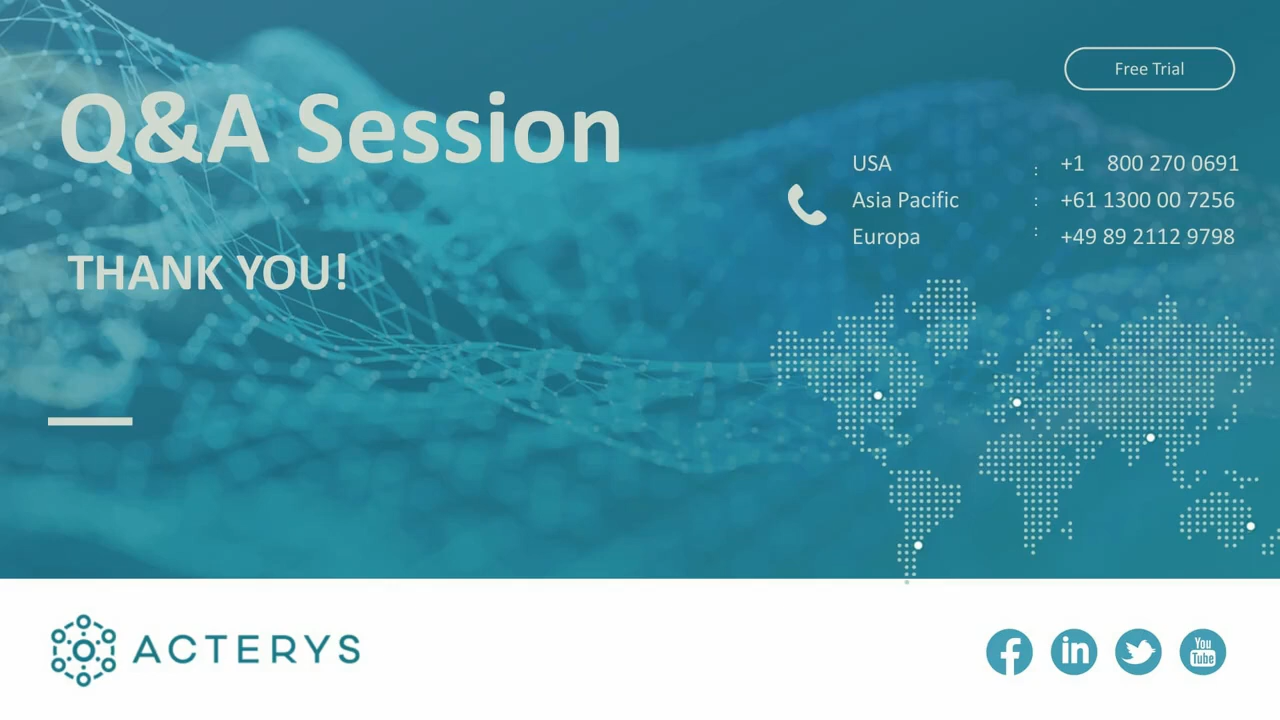 Q&A Session
THANK YOU!
Free Trial
USA : +1 800 270 0691
Asia Pacific : +61 1300 00 7256
Europa : +49 89 2112 9798
ACTERYS
f in You Tube